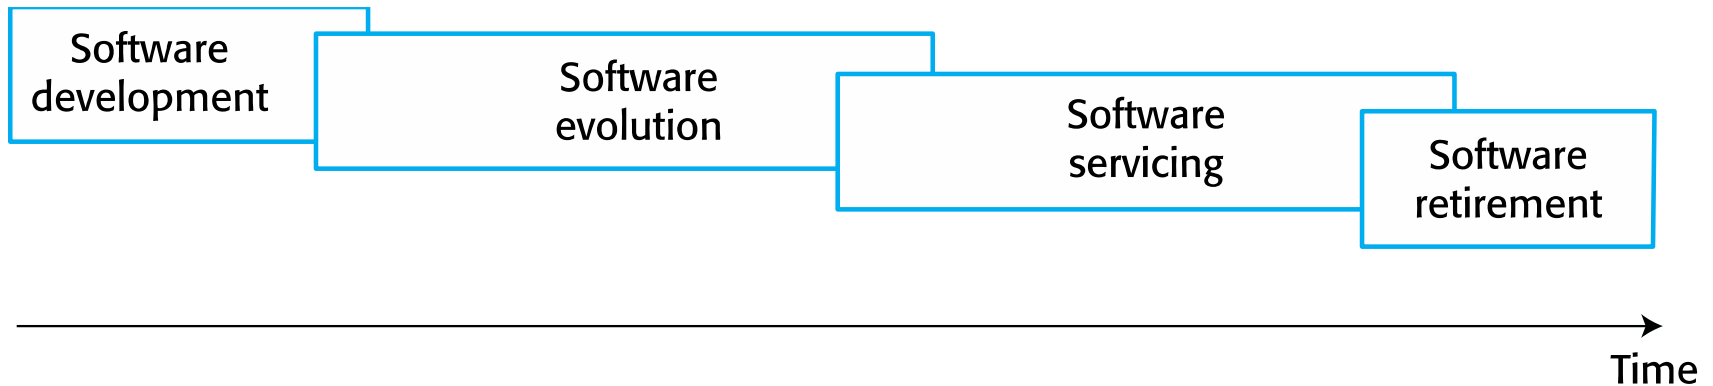 Software
development
Software
evolution
Software
servicing
Software
retirement
Time